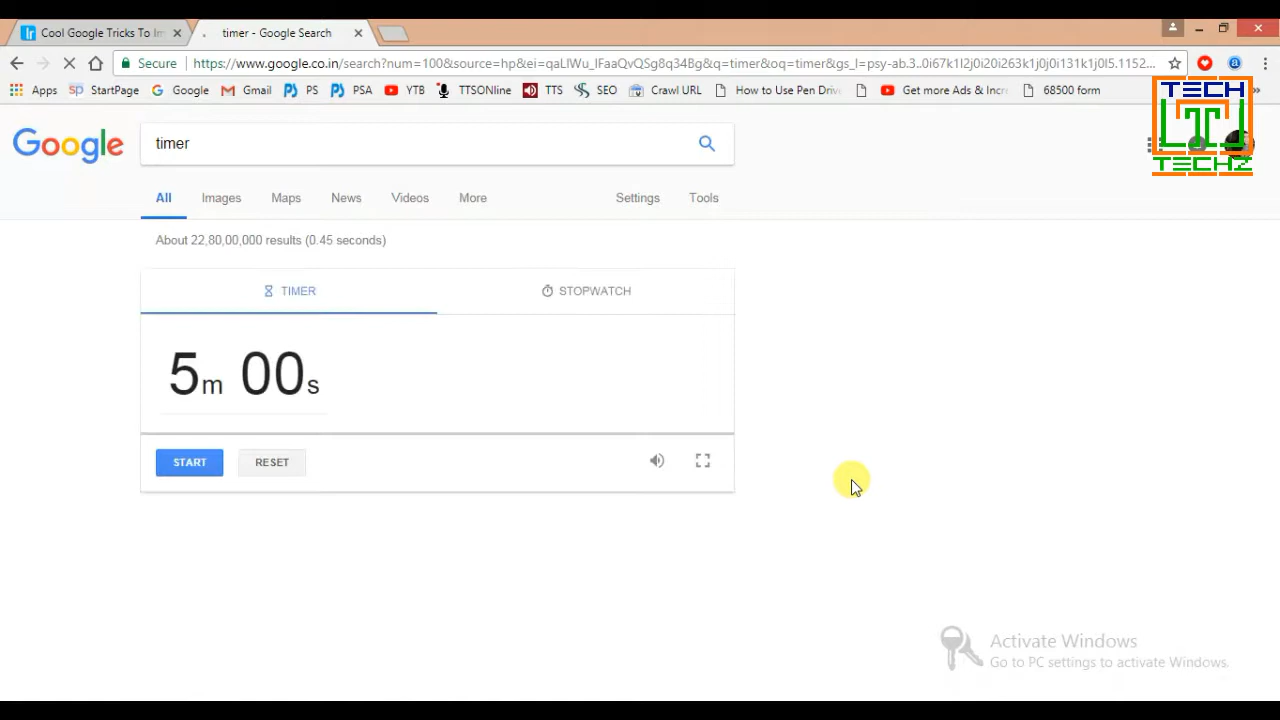 Cool Google Tricks To Im
timer - Google Search
Secure
https://www.google.co.in/search?num=100&source=hp&ei=qaLIWu_IFaaQvQSg8q34Bg&q=timer&oq=timer&gs_l=psy-ab.3..0i67k1l2j0i20i263k1j0j0i131k1j0l5.1152...
Apps
StartPage
Google
Gmail
PS
PSA
YTB
TTSONline
TTS
SEO
Crawl URL
How to Use Pen Drive
Get more Ads & Incre
68500 form
»
TECH
TECHZ
Google
timer
All
Images
Maps
News
Videos
More
Settings
Tools
About 22,80,00,000 results (0.45 seconds)
TIMER
STOPWATCH
5m 00s
START
RESET
Activate Windows
Go to PC settings to activate Windows.